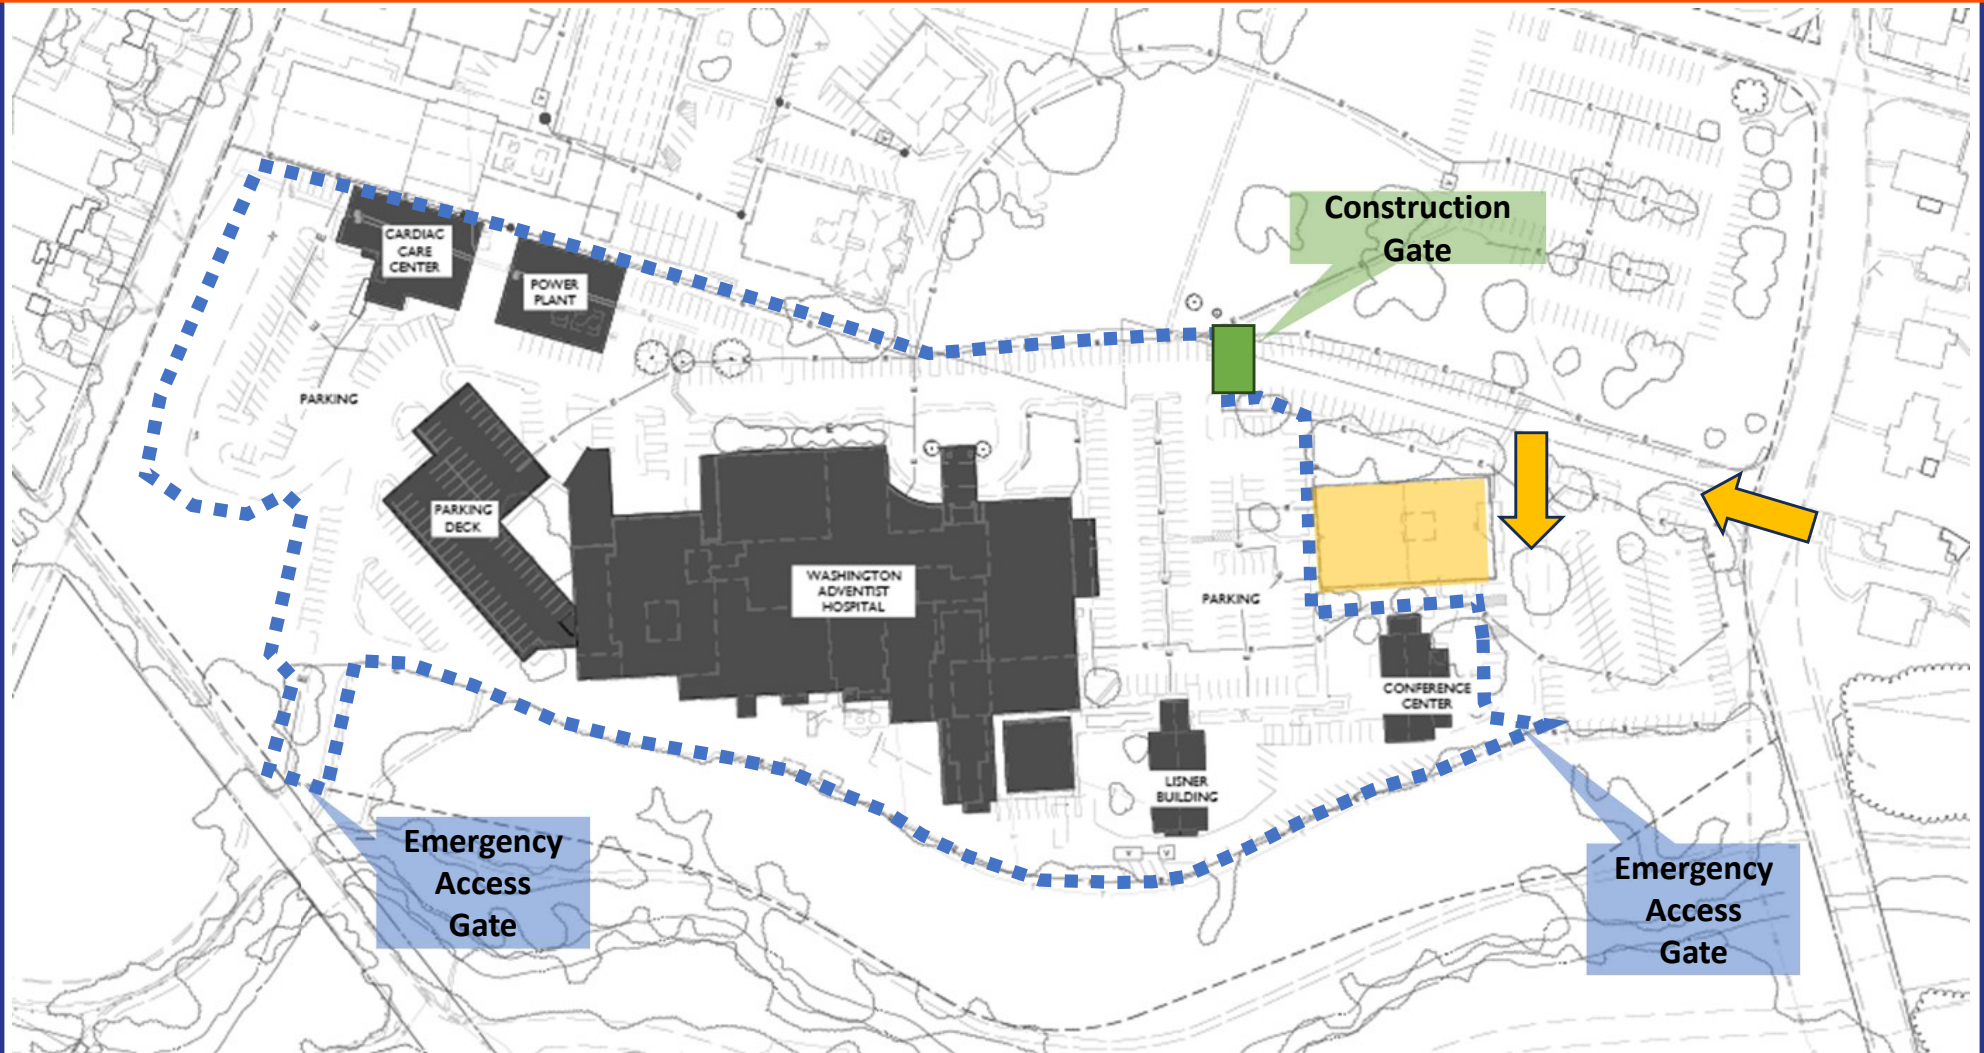 Construction
Gate
CARDIAC
CARE
CENTER
POWER
PLANT
PARKING
PARKING
DECK
WASHINGTON
ADVENTIST
HOSPITAL
PARKING
CONFERENCE
CENTER
LISNER
BUILDING
Emergency
Access
Gate
Emergency
Access
Gate